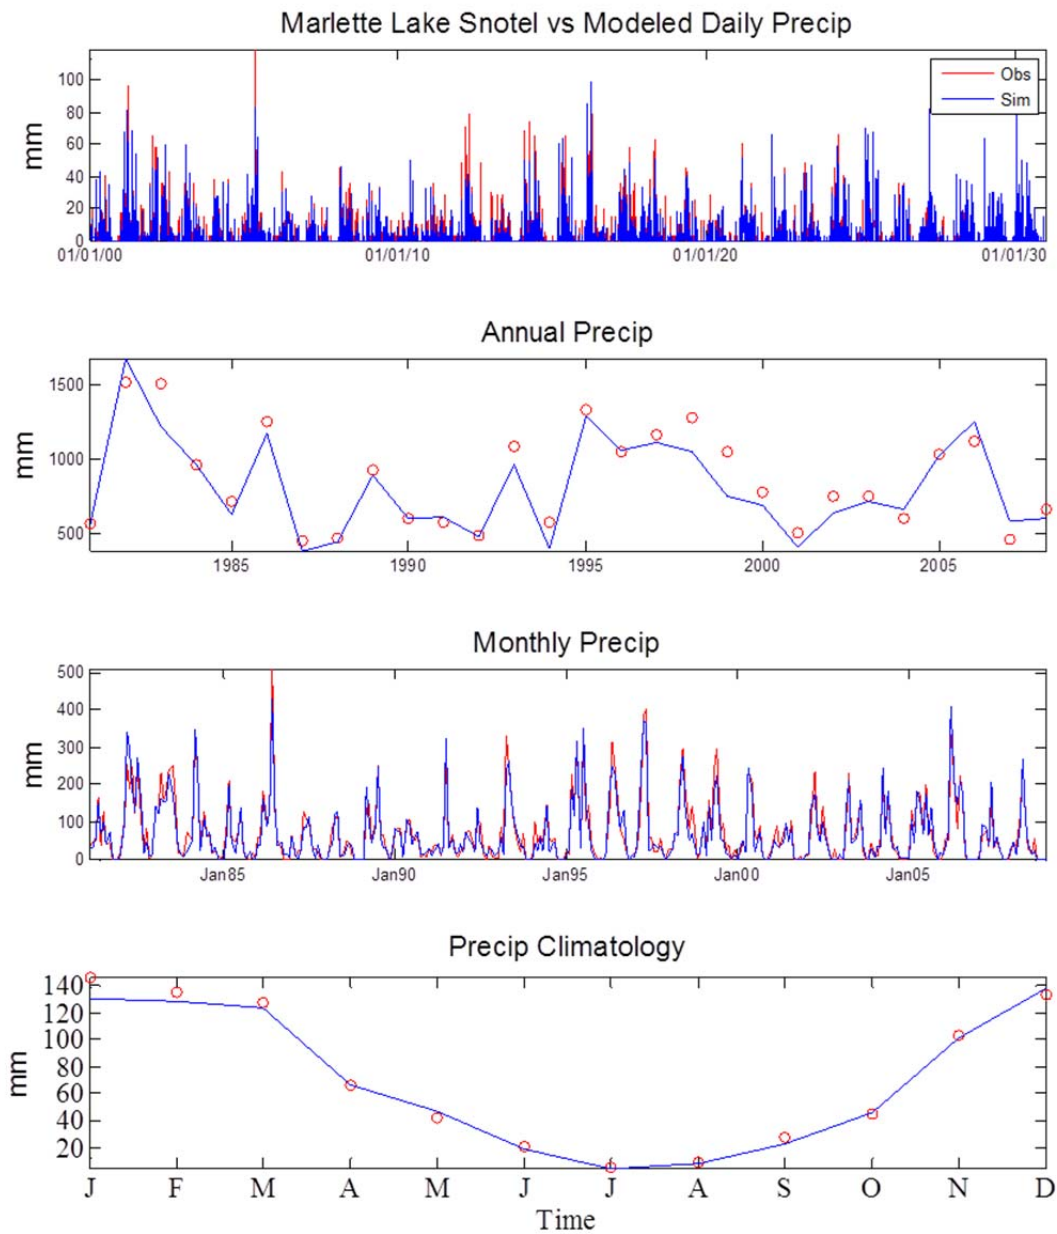 Marlette Lake Snotel vs Modeled Daily Precip
100
80
60
40
20
0
mm
Obs
Sim
01/01/00 01/01/10 01/01/20 01/01/30
Annual Precip
1500
1000
500
mm
1985 1990 1995 2000 2005
Monthly Precip
500
400
300
200
100
0
mm
Jan85 Jan90 Jan95 Jan00 Jan05
Precip Climatology
140
120
100
80
60
40
20
mm
J F M A M J J A S O N D
Time